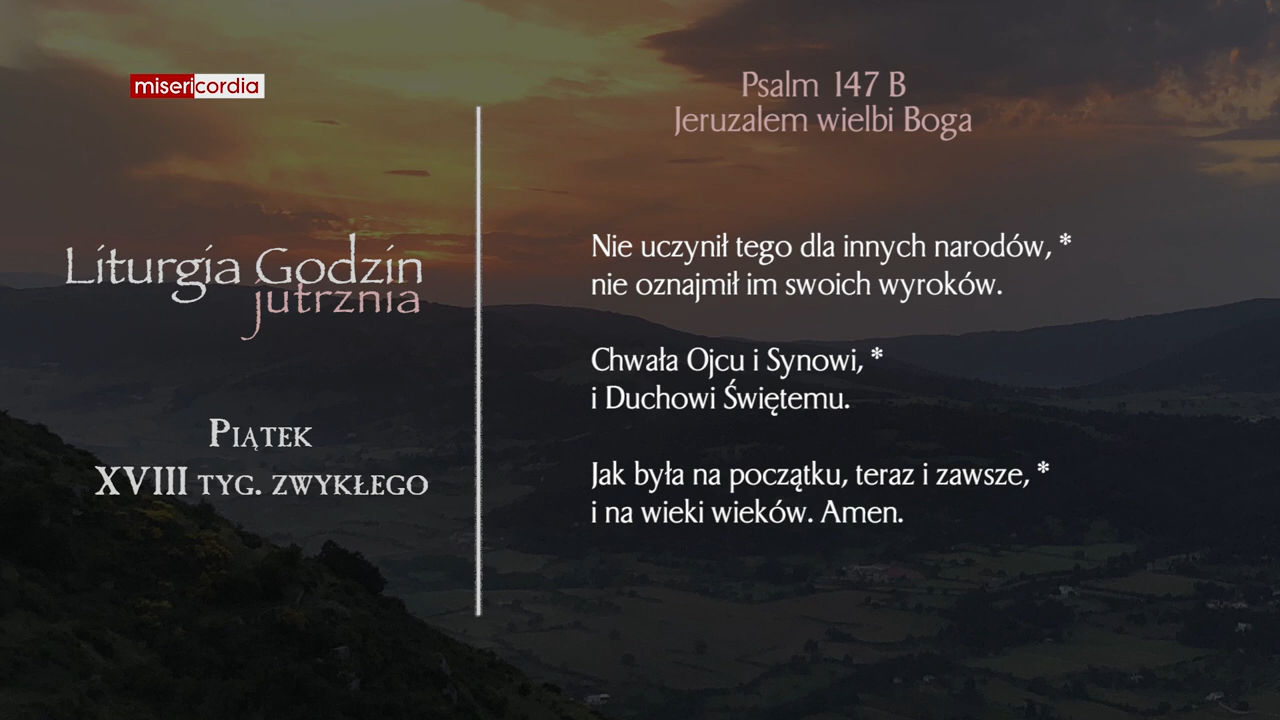 misericordia
Liturgia Godzin
jutrznia
Piątek
XVIII tyg. zwykłego
Psalm 147 B
Jeruzalem wielbi Boga
Nie uczynił tego dla innych narodów, *
nie oznajmił im swoich wyroków.
Chwała Ojcu i Synowi, *
i Duchowi Świętemu.
Jak była na początku, teraz i zawsze, *
i na wieki wieków. Amen.